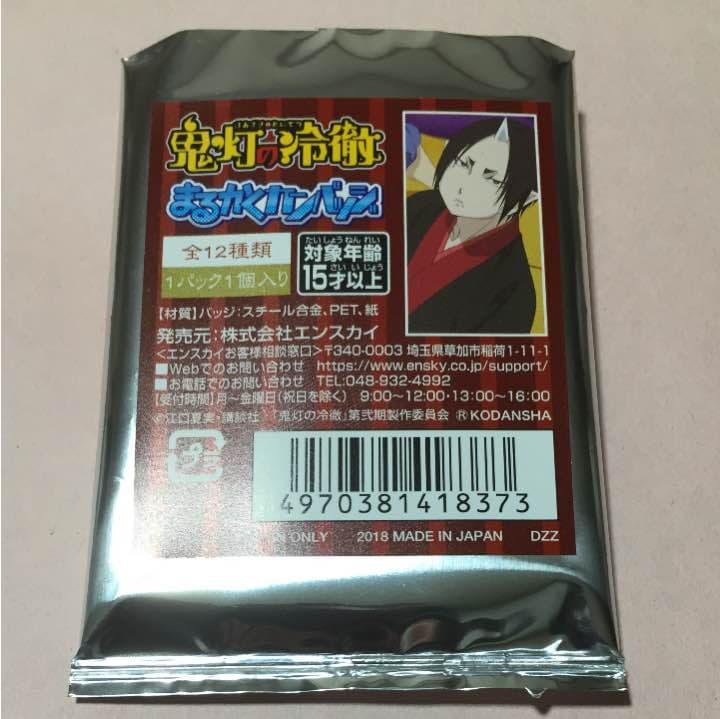 ほおずきのれいてつ
鬼灯の冷徹
まるかくカンバッジ
全12種類
1パック1個入り
たいしょうねんれい
対象年齢
さいいじょう
15才以上
【材質】バッジ:スチール合金、PET、紙
発売元:株式会社エンスカイ
<エンスカイお客様相談窓口>〒340-0003 埼玉県草加市稲荷1-11-1
■Webでのお問い合わせ https://www.ensky.co.jp/support/
■お電話でのお問い合わせ TEL:048-932-4992
【受付時間】月~金曜日(祝日を除く) 9:00~12:00・13:00~16:00
©江口夏実・講談社/「鬼灯の冷徹」第弐期製作委員会 ®KODANSHA
4970381418373
ONLY 2018 MADE IN JAPAN DZZ